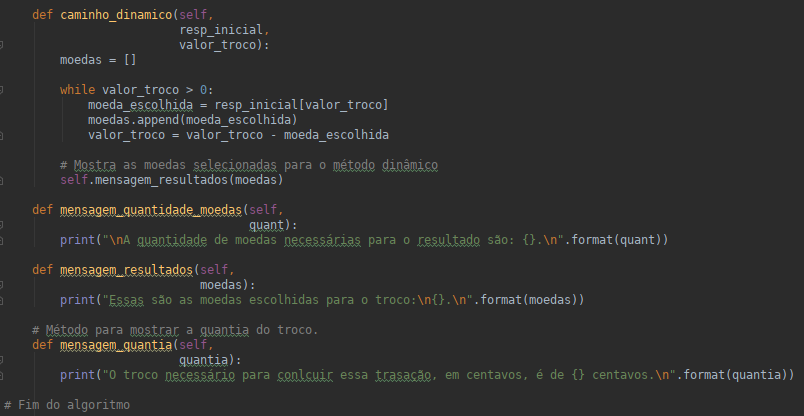 def caminho_dinamico(self,
resp_inicial,
valor_troco):
moedas = []
while valor_troco > 0:
moeda_escolhida = resp_inicial[valor_troco]
moedas.append(moeda_escolhida)
valor_troco = valor_troco - moeda_escolhida
# Mostra as moedas selecionadas para o método dinâmico
self.mensagem_resultados(moedas)
def mensagem_quantidade_moedas(self,
quant):
print("\nA quantidade de moedas necessárias para o resultado são: {}.\n".format(quant))
def mensagem_resultados(self,
moedas):
print("Essas são as moedas escolhidas para o troco:\n{}.\n".format(moedas))
# Método para mostrar a quantia do troco.
def mensagem_quantia(self,
quantia):
print("O troco necessário para conlcuir essa trasação, em centavos, é de {} centavos.\n".format(quantia))
# Fim do algoritmo